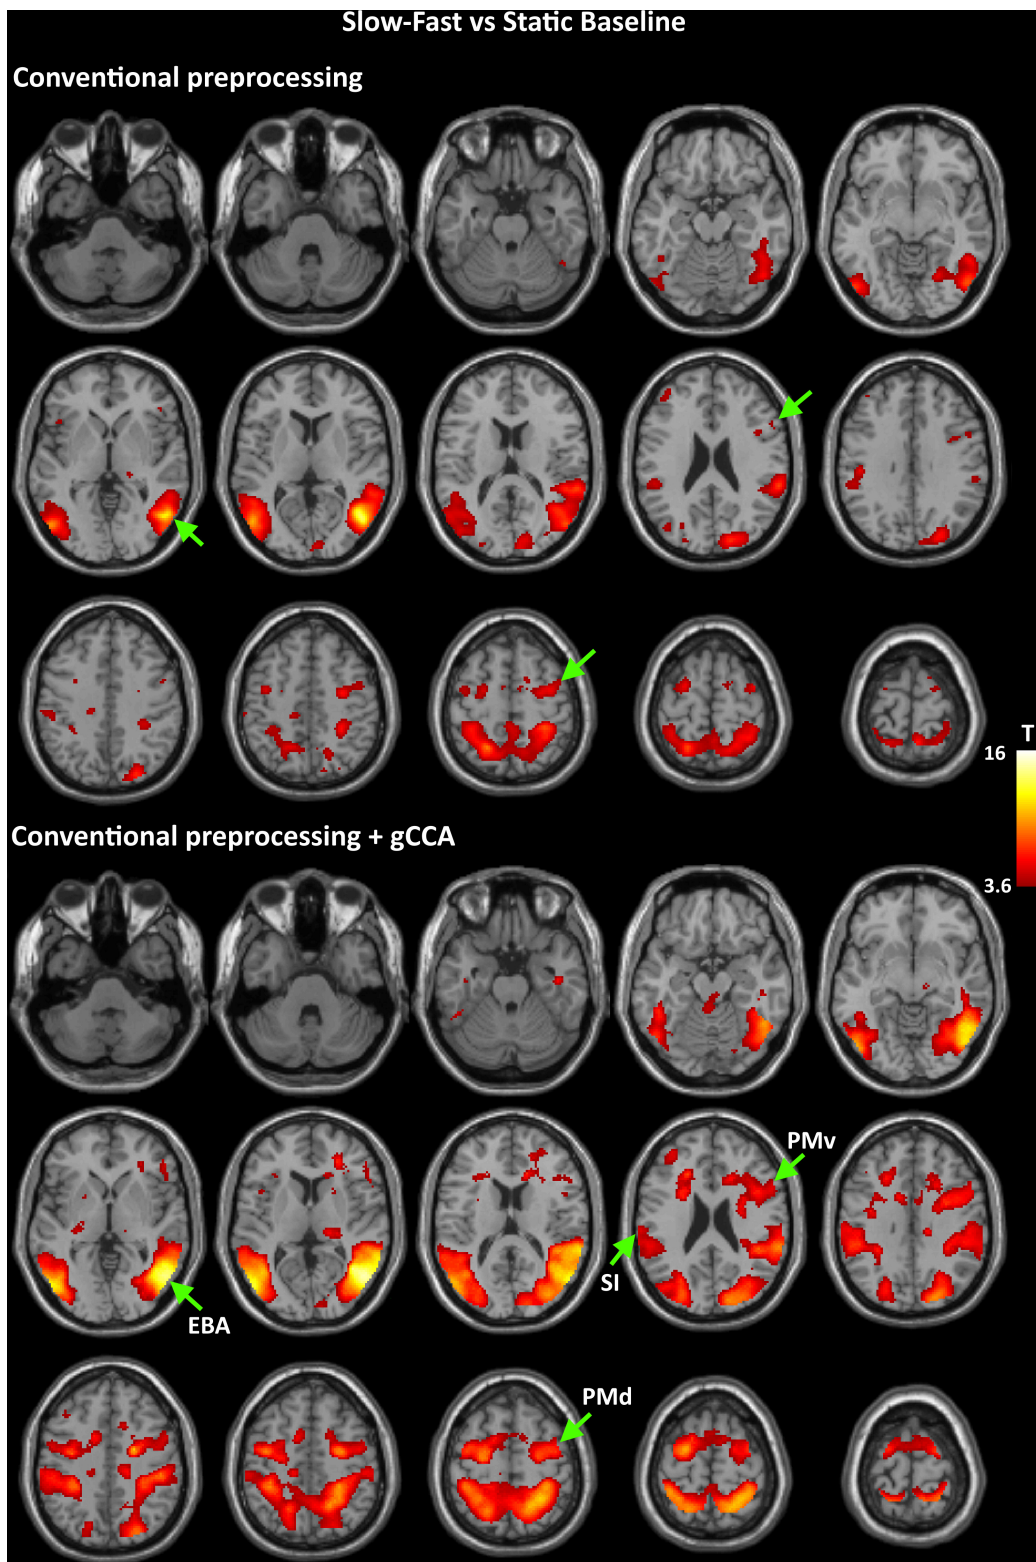 Slow-Fast vs Static Baseline
Conventional preprocessing
T
16
3.6
Conventional preprocessing + gCCA
PMv
SI
EBA
PMd